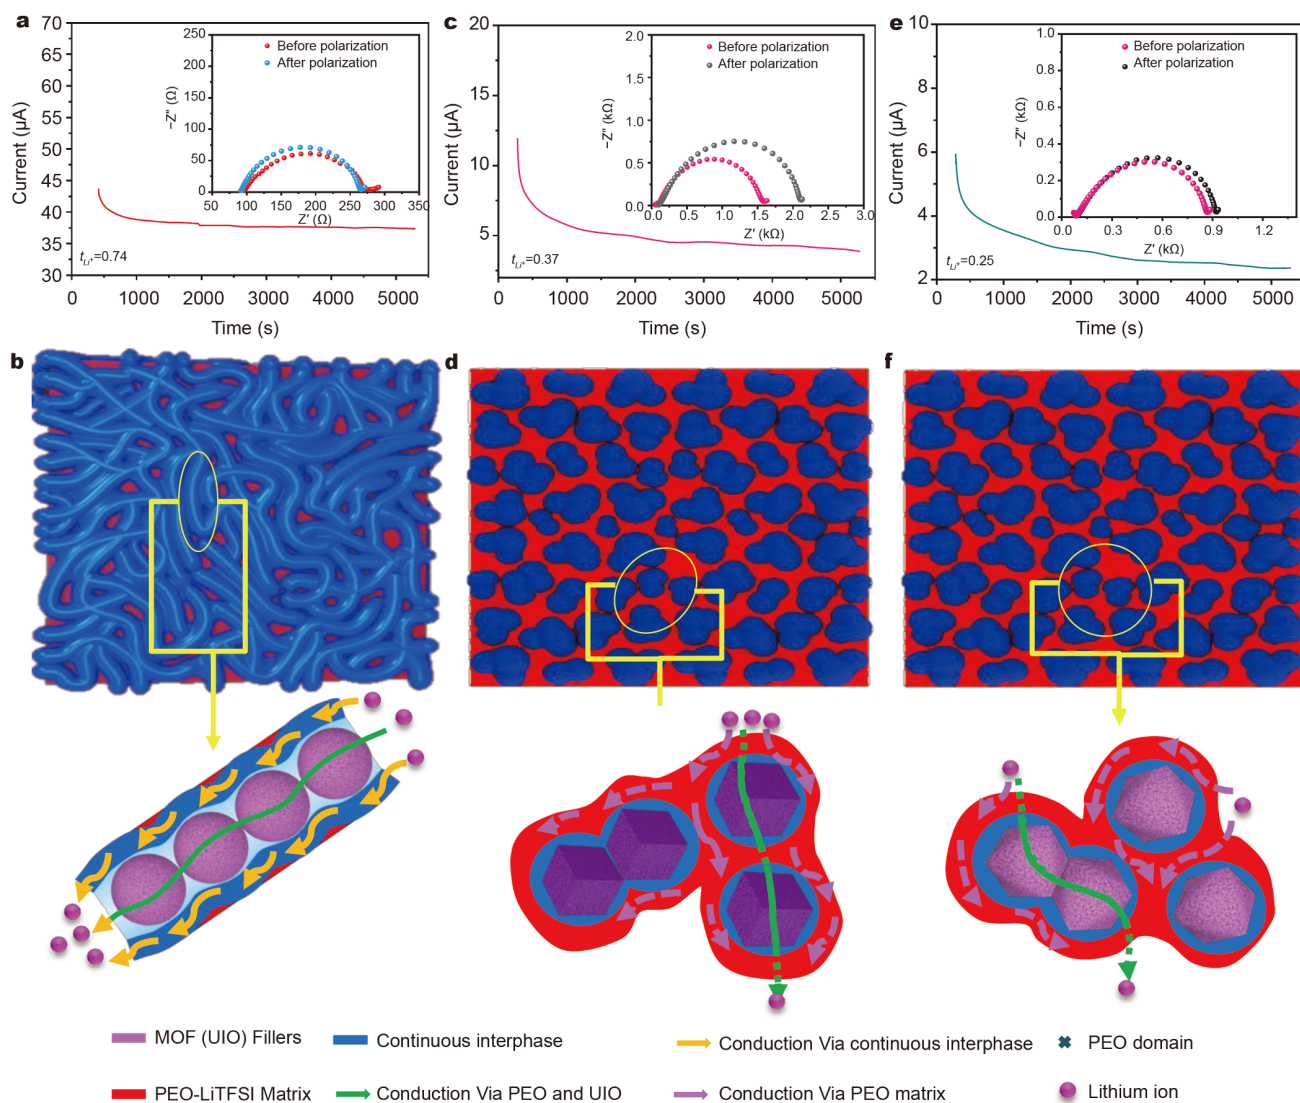 a
70
65
60
55
50
45
40
35
30
Current (μA)
0 1000 2000 3000 4000 5000
Time (s)
t Li+=0.74
250
200
150
100
50
0
−Z″ (Ω)
50 100 150 200 250 300 350
Z′ (Ω)
Before polarization
After polarization
c
20
15
10
5
Current (μA)
0 1000 2000 3000 4000 5000
Time (s)
t Li+=0.37
2.0
1.5
1.0
0.5
0.0
−Z″ (kΩ)
0.0 0.5 1.0 1.5 2.0 2.5 3.0
Z′ (kΩ)
Before polarization
After polarization
e
10
8
6
4
2
Current (μA)
0 1000 2000 3000 4000 5000
Time (s)
t Li+=0.25
1.0
0.8
0.6
0.4
0.2
0.0
−Z″ (kΩ)
0.0 0.3 0.6 0.9 1.2
Z′ (kΩ)
Before polarization
After polarization
b
d
f
MOF (UIO) Fillers
Continuous interphase
Conduction Via continuous interphase
PEO domain
PEO-LiTFSI Matrix
Conduction Via PEO and UIO
Conduction Via PEO matrix
Lithium ion